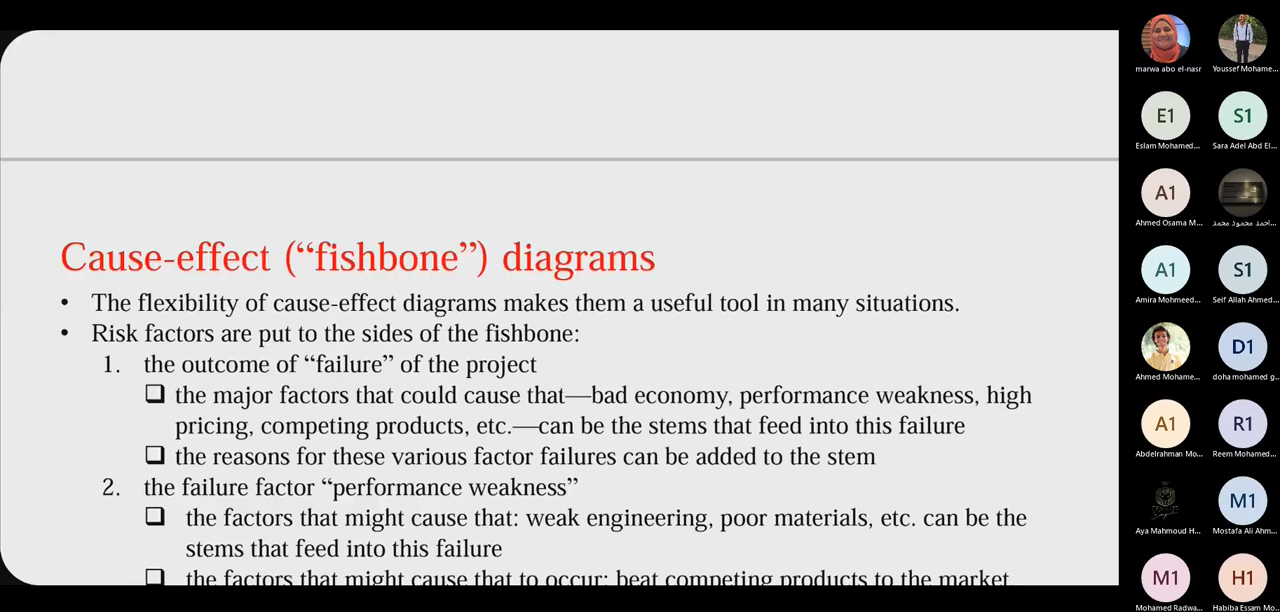 Cause-effect (“fishbone”) diagrams
• The flexibility of cause-effect diagrams makes them a useful tool in many situations.
• Risk factors are put to the sides of the fishbone:
1. the outcome of “failure” of the project
❑ the major factors that could cause that—bad economy, performance weakness, high
pricing, competing products, etc.—can be the stems that feed into this failure
❑ the reasons for these various factor failures can be added to the stem
2. the failure factor “performance weakness”
❑ the factors that might cause that: weak engineering, poor materials, etc. can be the
stems that feed into this failure
❑ the factors that might cause that to occur: beat competing products to the market
marwa abo el-nasr
Youssef Mohame...
E1
Eslam Mohamed...
S1
Sara Adel Abd El...
A1
Ahmed Osama M...
احمد محمود محمد...
A1
Amira Mohmeed...
S1
Seif Allah Ahmed...
Ahmed Mohame...
D1
doha mohamed g...
A1
Abdelrahman Mo...
R1
Reem Mohamed...
Aya Mahmoud H...
M1
Mostafa Ali Ahm...
M1
Mohamed Radwa...
H1
Habiba Essam Mo...